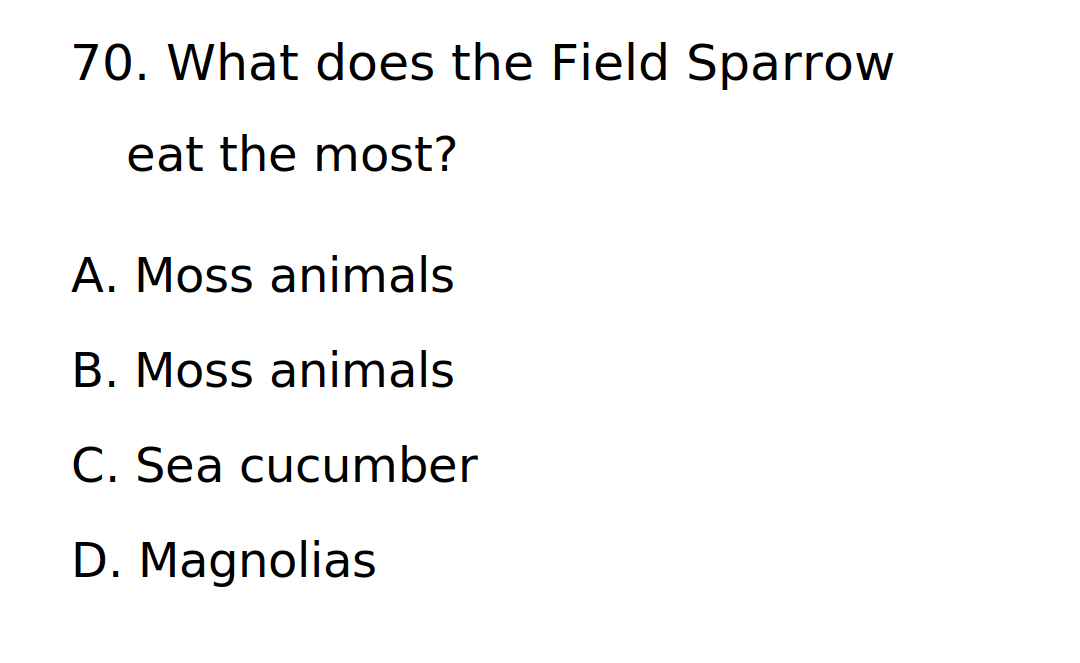 70. What does the Field Sparrow
eat the most?
A. Moss animals
B. Moss animals
C. Sea cucumber
D. Magnolias